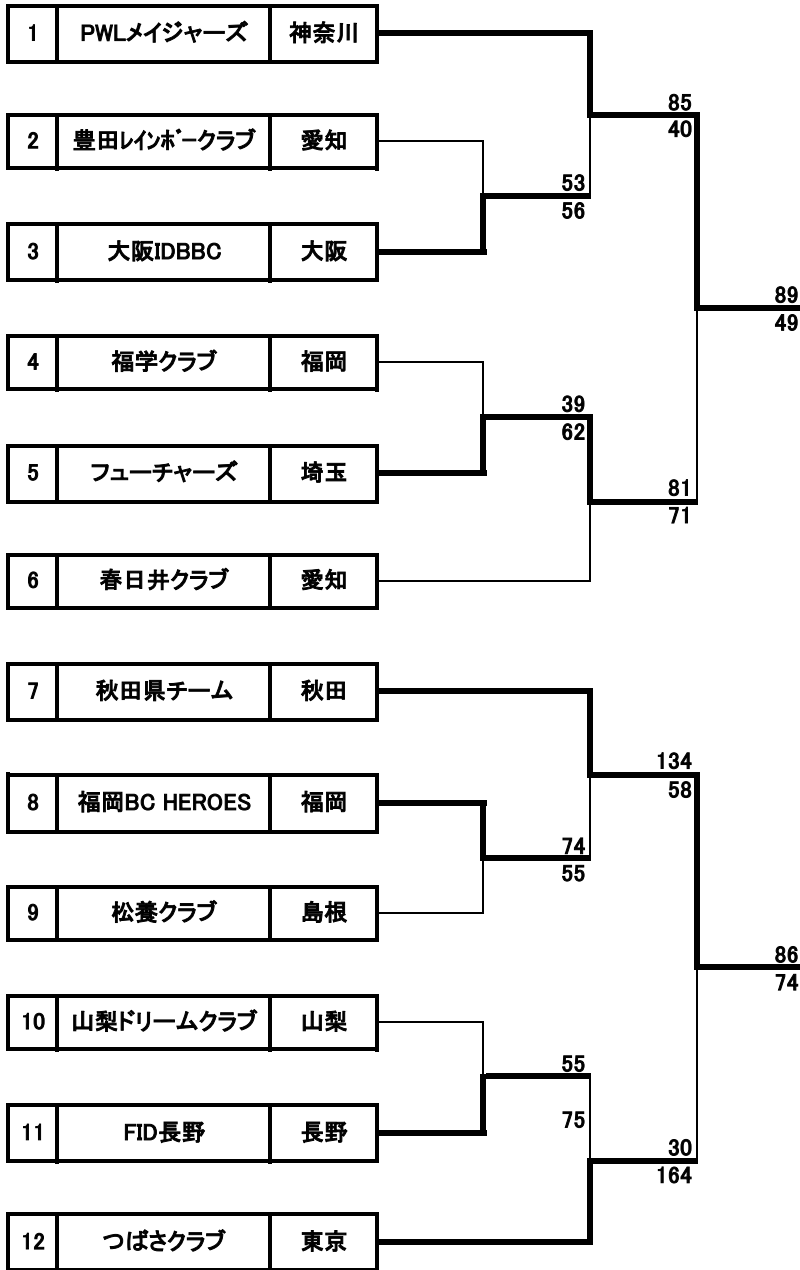 1 PWLメイジャーズ 神奈川
85
40
2 豊田ﾚｲﾝﾎﾞｰクラブ 愛知
53
56
3 大阪IDBBC 大阪
89
49
4 福学クラブ 福岡
39
62
5 フューチャーズ 埼玉
81
71
6 春日井クラブ 愛知
7 秋田県チーム 秋田
134
58
8 福岡BC HEROES 福岡
74
55
9 松養クラブ 島根
86
74
10 山梨ドリームクラブ 山梨
55
75
11 FID長野 長野
30
164
12 つばさクラブ 東京